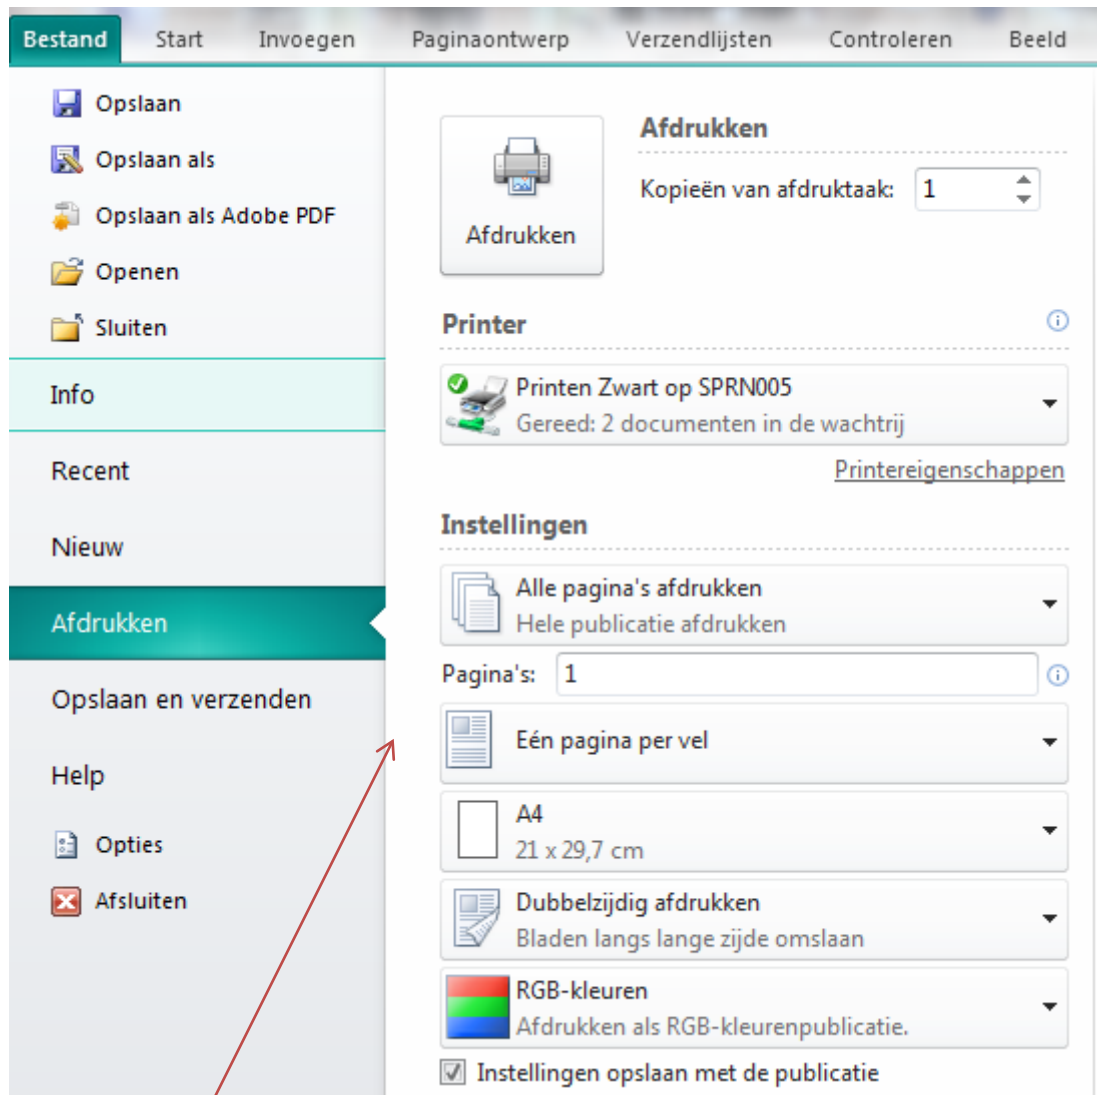 Bestand Start Invoegen Paginaontwerp Verzendlijsten Controleren Beeld
Opslaan
Opslaan als
Opslaan als Adobe PDF
Openen
Sluiten
Info
Recent
Nieuw
Afdrukken
Opslaan en verzenden
Help
Opties
Afsluiten
Afdrukken
Afdrukken
Kopieën van afdruktaak: 1
Printer
Printen Zwart op SPRN005
Gereed: 2 documenten in de wachtrij
Printereigenschappen
Instellingen
Alle pagina's afdrukken
Hele publicatie afdrukken
Pagina's: 1
Eén pagina per vel
A4
21 x 29,7 cm
Dubbelzijdig afdrukken
Bladen langs lange zijde omslaan
RGB-kleuren
Afdrukken als RGB-kleurenpublicatie.
Instellingen opslaan met de publicatie